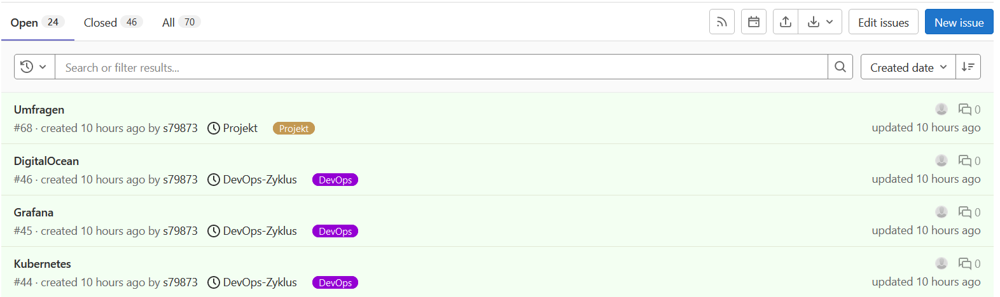 Open 24 Closed 46 All 70 Edit issues New issue
Search or filter results... Created date
Umfragen 0
#68 · created 10 hours ago by s79873 Projekt Projekt updated 10 hours ago
DigitalOcean 0
#46 · created 10 hours ago by s79873 DevOps-Zyklus DevOps updated 10 hours ago
Grafana 0
#45 · created 10 hours ago by s79873 DevOps-Zyklus DevOps updated 10 hours ago
Kubernetes 0
#44 · created 10 hours ago by s79873 DevOps-Zyklus DevOps updated 10 hours ago